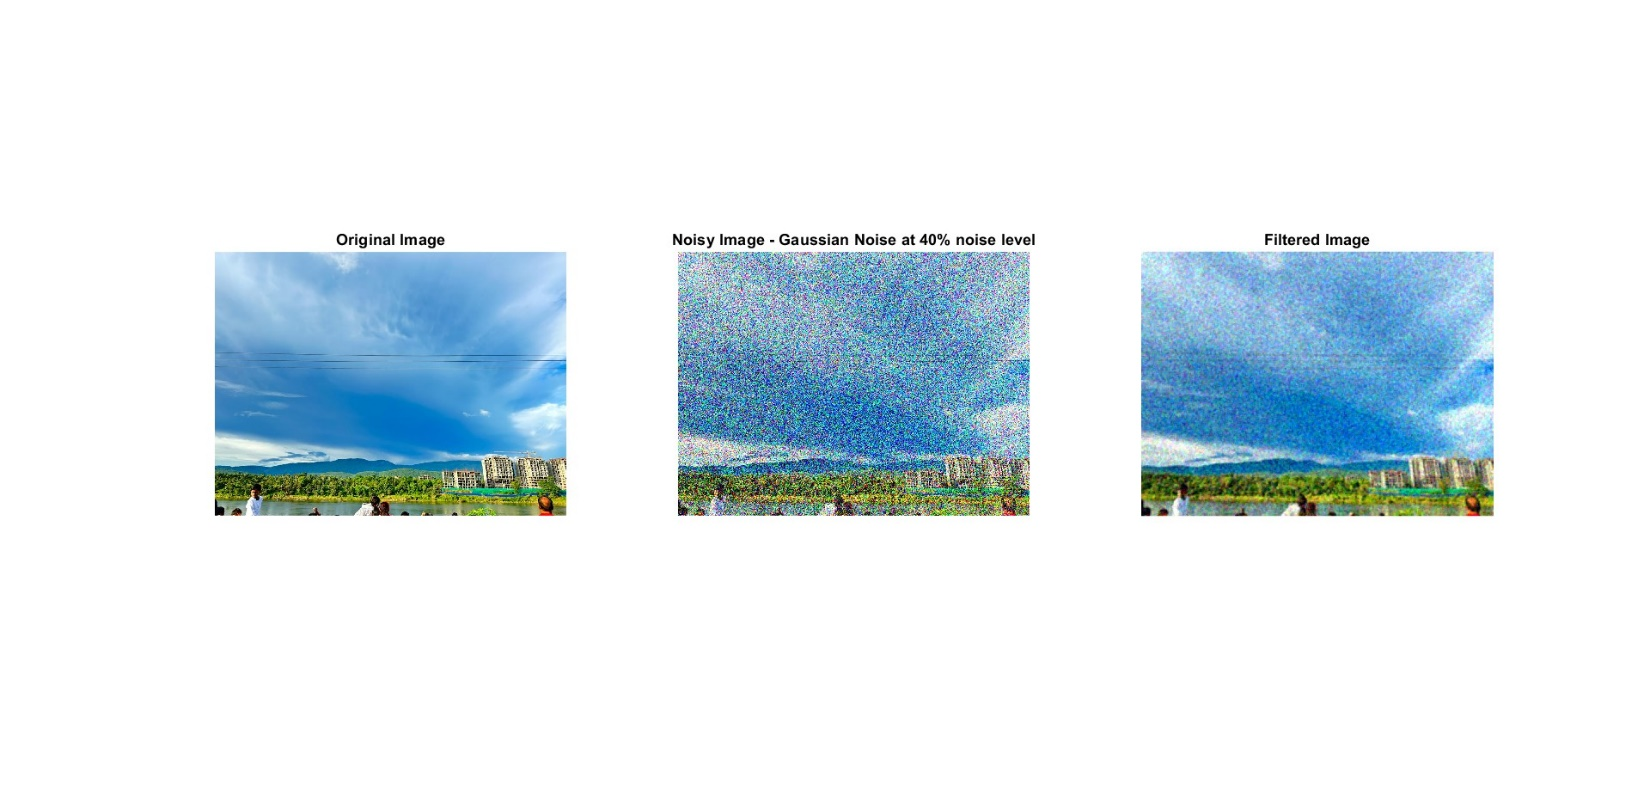 Original Image
Noisy Image - Gaussian Noise at 40% noise level
Filtered Image